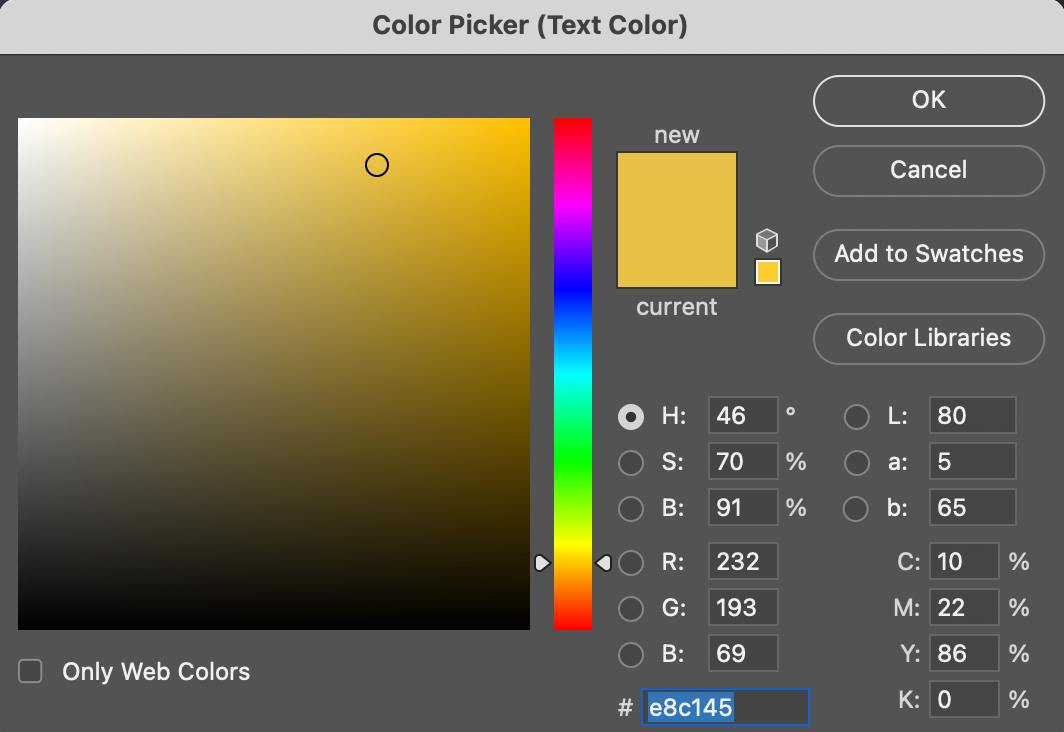 Color Picker (Text Color)
new
current
OK
Cancel
Add to Swatches
Color Libraries
H: 46 °
S: 70 %
B: 91 %
R: 232
G: 193
B: 69
# e8c145
L: 80
a: 5
b: 65
C: 10 %
M: 22 %
Y: 86 %
K: 0 %
Only Web Colors